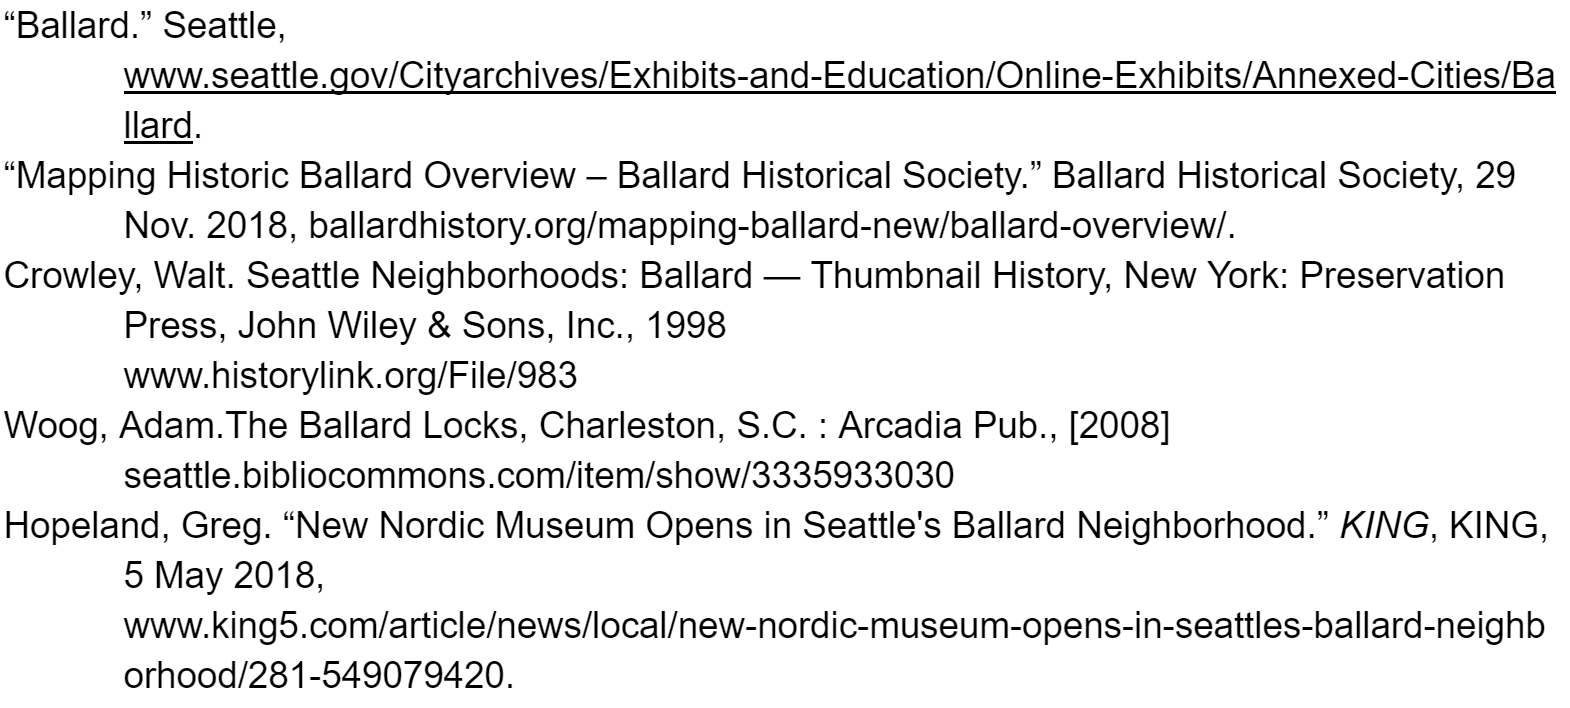 “Ballard.” Seattle,
www.seattle.gov/Cityarchives/Exhibits-and-Education/Online-Exhibits/Annexed-Cities/Ba
llard.
“Mapping Historic Ballard Overview – Ballard Historical Society.” Ballard Historical Society, 29
Nov. 2018, ballardhistory.org/mapping-ballard-new/ballard-overview/.
Crowley, Walt. Seattle Neighborhoods: Ballard — Thumbnail History, New York: Preservation
Press, John Wiley & Sons, Inc., 1998
www.historylink.org/File/983
Woog, Adam.The Ballard Locks, Charleston, S.C. : Arcadia Pub., [2008]
seattle.bibliocommons.com/item/show/3335933030
Hopeland, Greg. “New Nordic Museum Opens in Seattle's Ballard Neighborhood.” KING, KING,
5 May 2018,
www.king5.com/article/news/local/new-nordic-museum-opens-in-seattles-ballard-neighb
orhood/281-549079420.